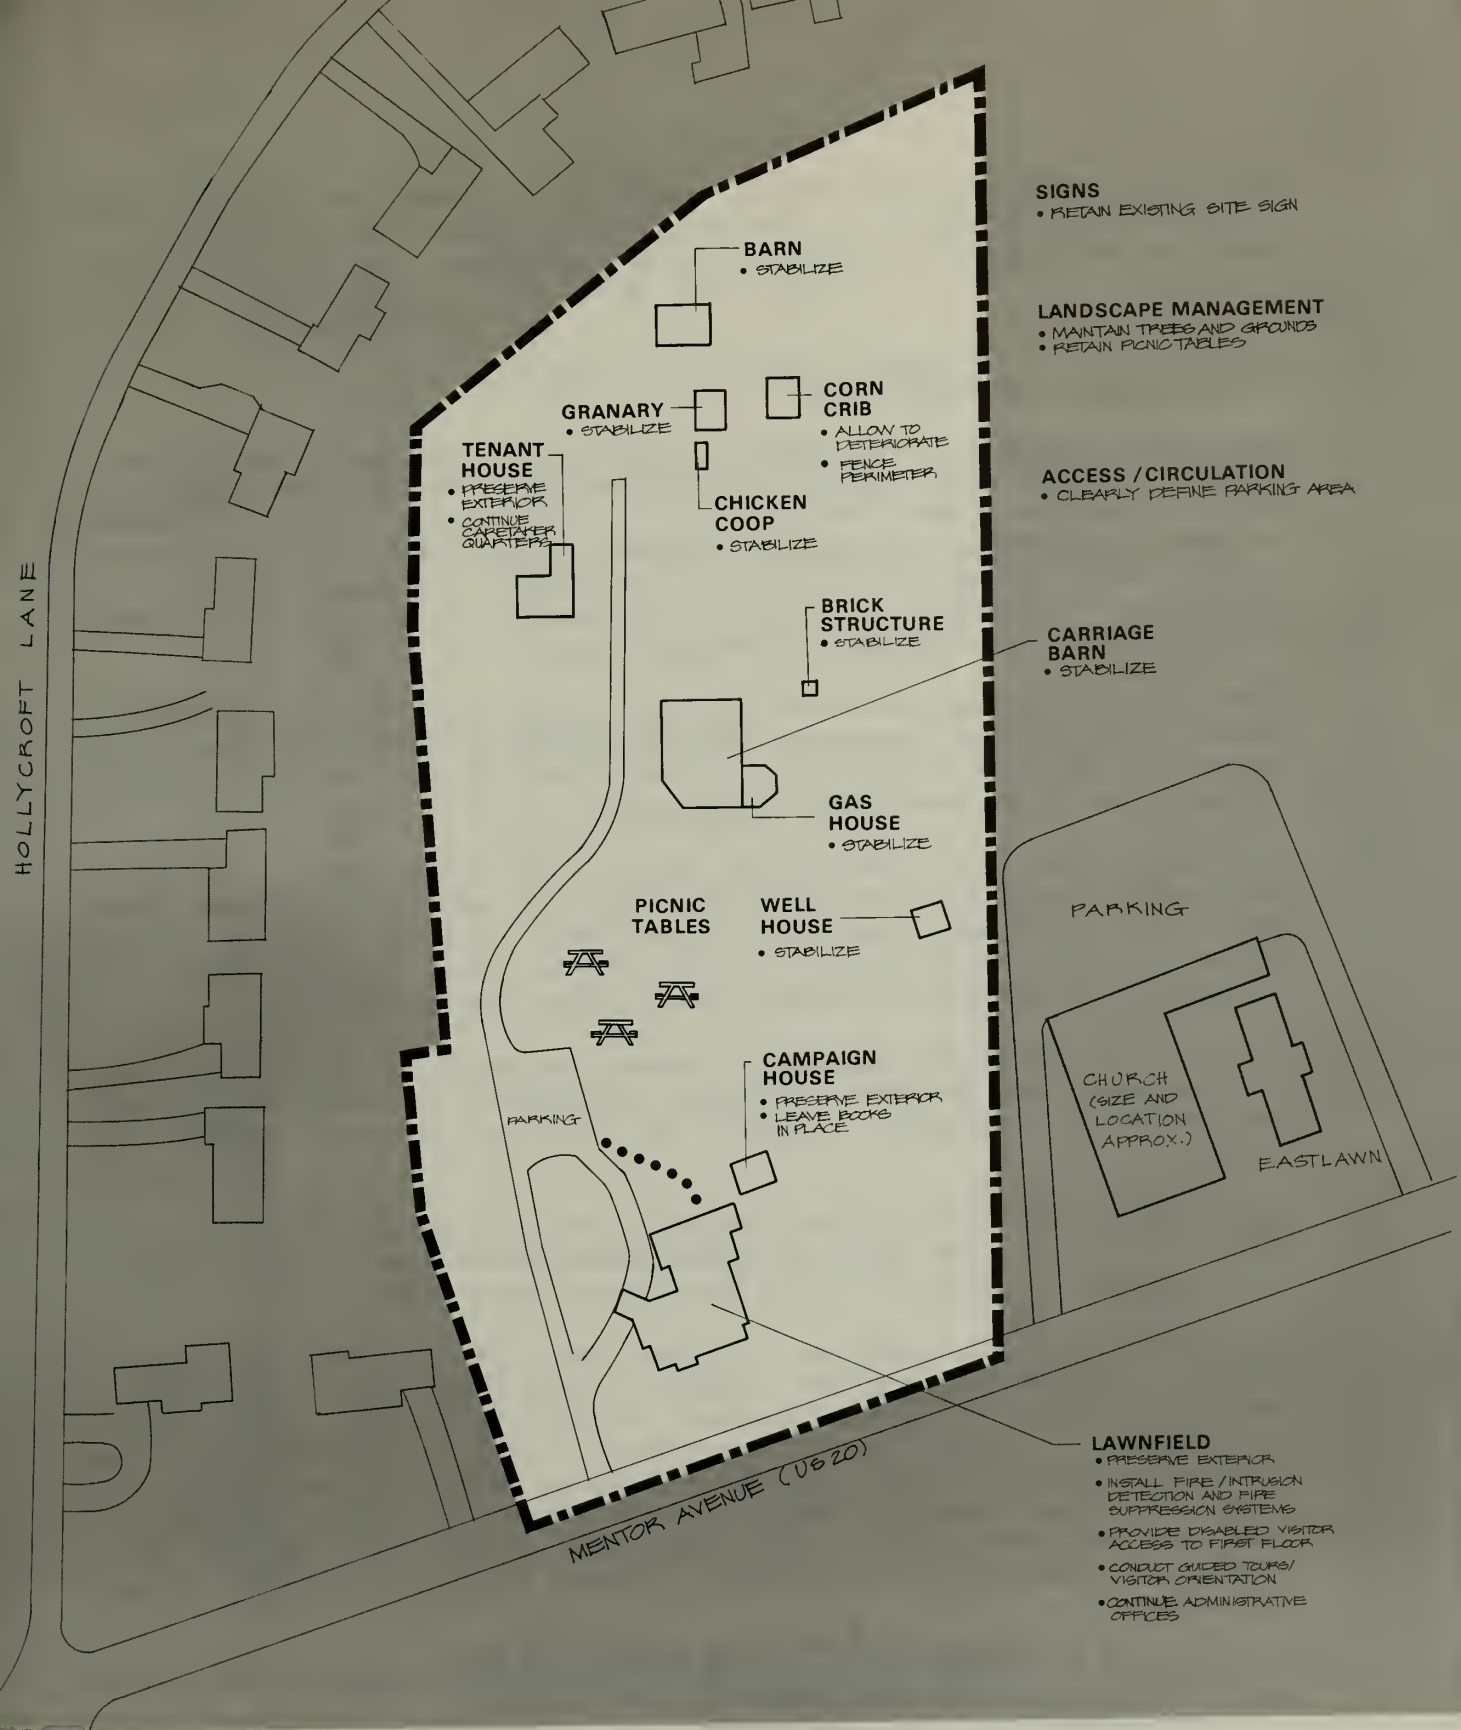 SIGNS
• RETAIN EXISTING SITE SIGN
BARN
• STABILIZE
LANDSCAPE MANAGEMENT
• MAINTAIN TREES AND GROUNDS
• RETAIN PICNIC TABLES
GRANARY
• STABILIZE
CORN
CRIB
• ALLOW TO
DETERIORATE
• FENCE
PERIMETER
TENANT
HOUSE
• PRESERVE
EXTERIOR
• CONTINUE
CARETAKER
QUARTERS
ACCESS / CIRCULATION
• CLEARLY DEFINE PARKING AREA
CHICKEN
COOP
• STABILIZE
HOLLYCROFT LANE
BRICK
STRUCTURE
• STABILIZE
CARRIAGE
BARN
• STABILIZE
GAS
HOUSE
• STABILIZE
PICNIC
TABLES
WELL
HOUSE
• STABILIZE
PARKING
CAMPAIGN
HOUSE
• PRESERVE EXTERIOR
• LEAVE BOOKS
IN PLACE
PARKING
CHURCH
(SIZE AND
LOCATION
APPROX.)
EASTLAWN
MENTOR AVENUE (US 20)
LAWNFIELD
• PRESERVE EXTERIOR
• INSTALL FIRE / INTRUSION
DETECTION AND FIRE
SUPPRESSION SYSTEMS
• PROVIDE DISABLED VISITOR
ACCESS TO FIRST FLOOR
• CONDUCT GUIDED TOURS/
VISITOR ORIENTATION
• CONTINUE ADMINISTRATIVE
OFFICES